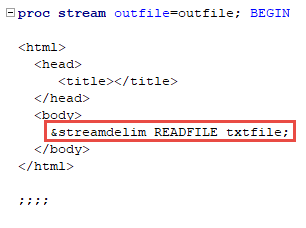 proc stream outfile=outfile; BEGIN
<html>
<head>
<title></title>
</head>
<body>
&streamdelim READFILE txtfile;
</body>
</html>
;;;;